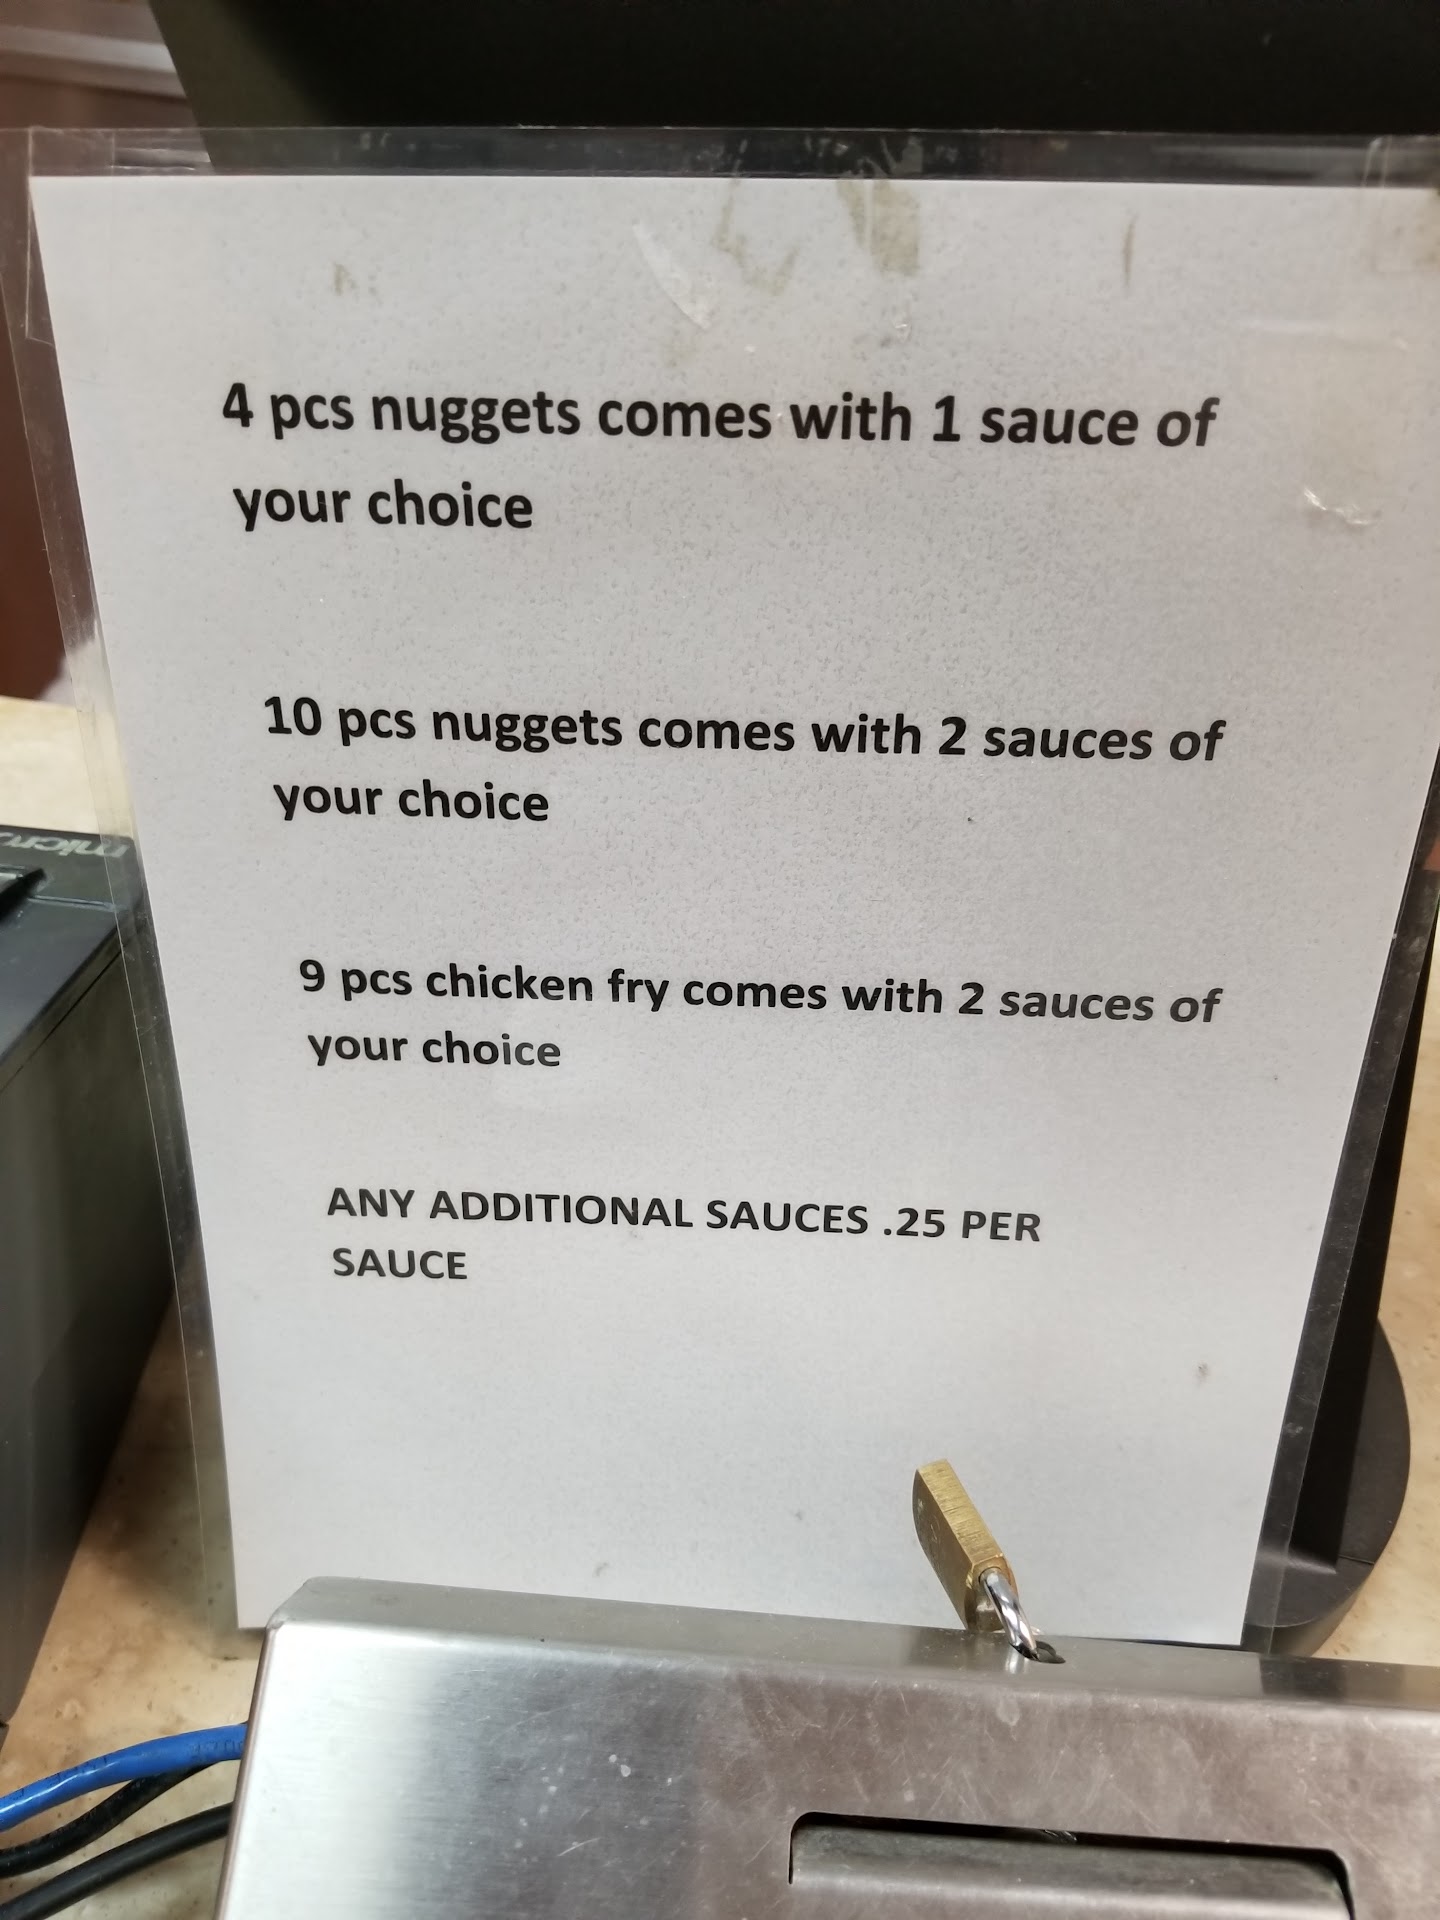 4 pcs nuggets comes with 1 sauce of
your choice
10 pcs nuggets comes with 2 sauces of
your choice
9 pcs chicken fry comes with 2 sauces of
your choice
ANY ADDITIONAL SAUCES .25 PER
SAUCE